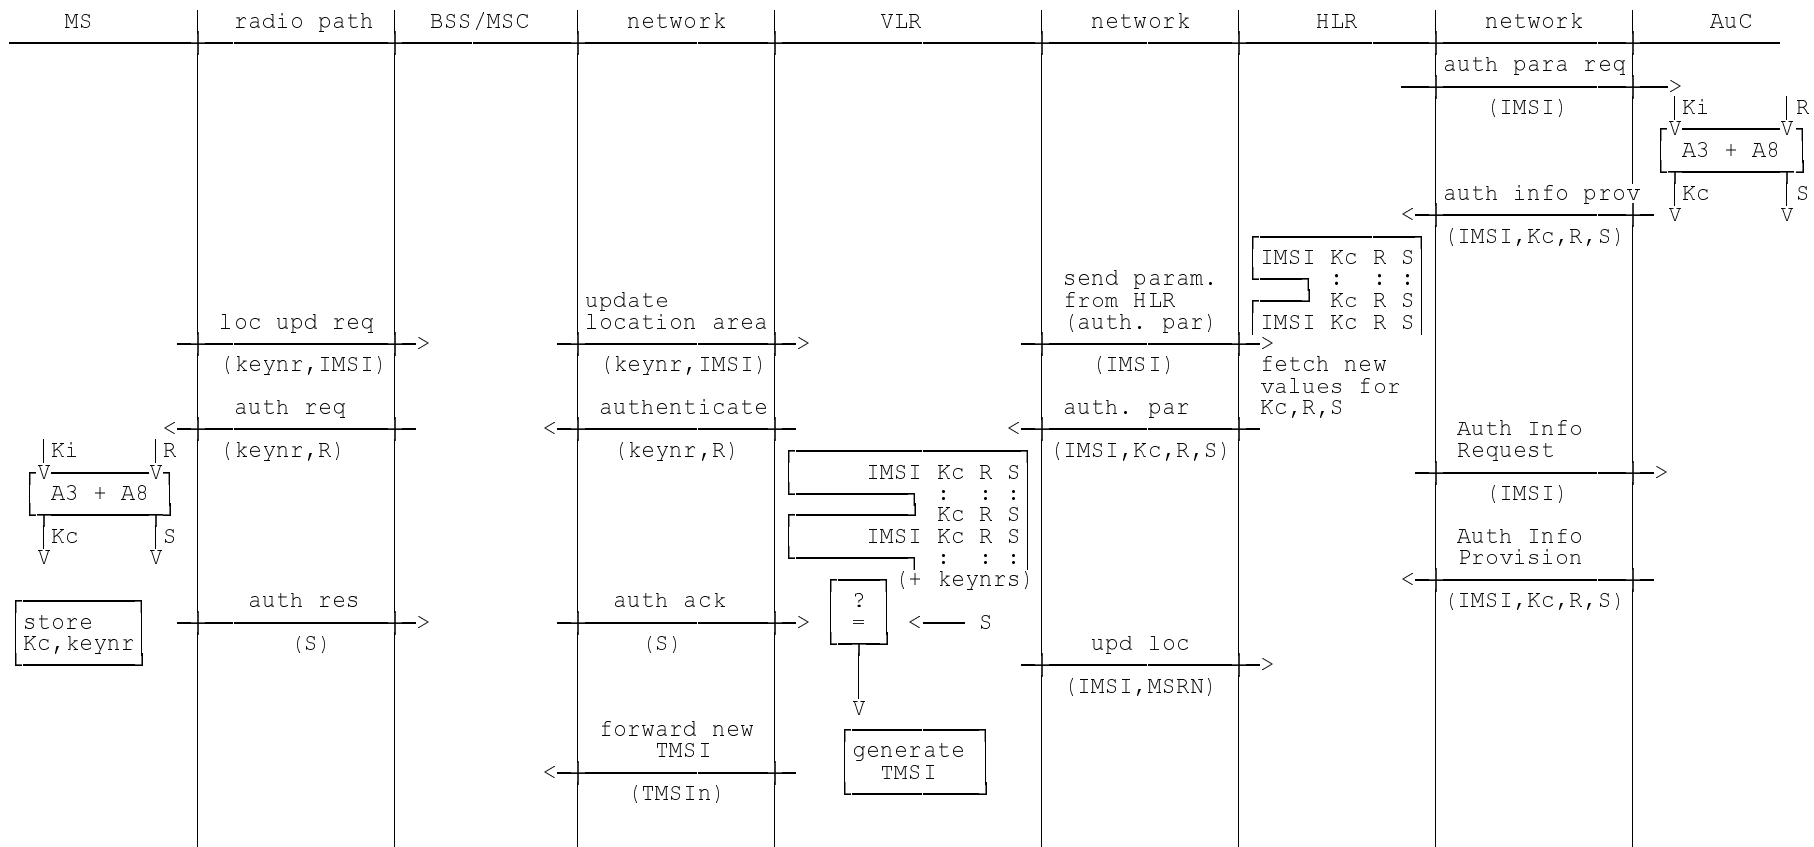 MS radio path BSS/MSC network VLR network HLR network AuC
auth para req
(IMSI)
Ki R
V V
A3 + A8
auth info prov
Kc S
V V
(IMSI,Kc,R,S)
IMSI Kc R S
: : :
Kc R S
IMSI Kc R S
send param.
from HLR
(auth. par)
update
location area
loc upd req
(keynr,IMSI) (keynr,IMSI) (IMSI)
fetch new
values for
Kc,R,S
auth req authenticate auth. par
(keynr,R) (keynr,R) (IMSI,Kc,R,S)
Auth Info
Request
(IMSI)
Ki R
V V
A3 + A8
Kc S
V V
IMSI Kc R S
: : :
Kc R S
IMSI Kc R S
: : :
(+ keynrs)
Auth Info
Provision
(IMSI,Kc,R,S)
store
Kc,keynr
auth res auth ack
(S) (S)
?
=
S
upd loc
(IMSI,MSRN)
V
forward new
TMSI
(TMSIn)
generate
TMSI